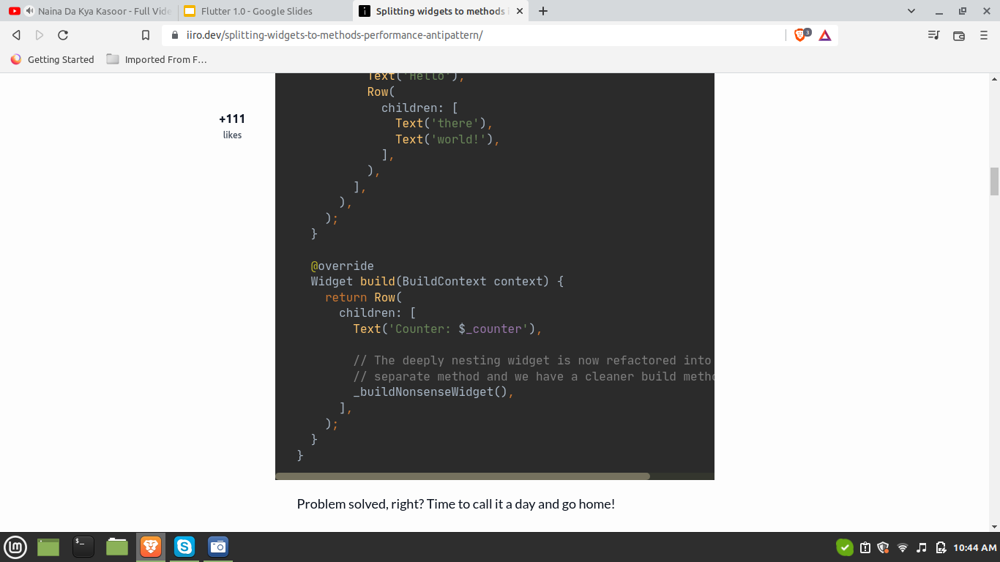 Naina Da Kya Kasoor - Full Vide
Flutter 1.0 - Google Slides
Splitting widgets to methods i
iiro.dev/splitting-widgets-to-methods-performance-antipattern/
3
Getting Started
Imported From F...
+111
likes
Text('Hello'),
Row(
children: [
Text('there'),
Text('world!'),
],
),
],
),
);
}
@override
Widget build(BuildContext context) {
return Row(
children: [
Text('Counter: $_counter'),
// The deeply nesting widget is now refactored into
// separate method and we have a cleaner build metho
_buildNonsenseWidget(),
],
);
}
}
Problem solved, right? Time to call it a day and go home!
10:44 AM